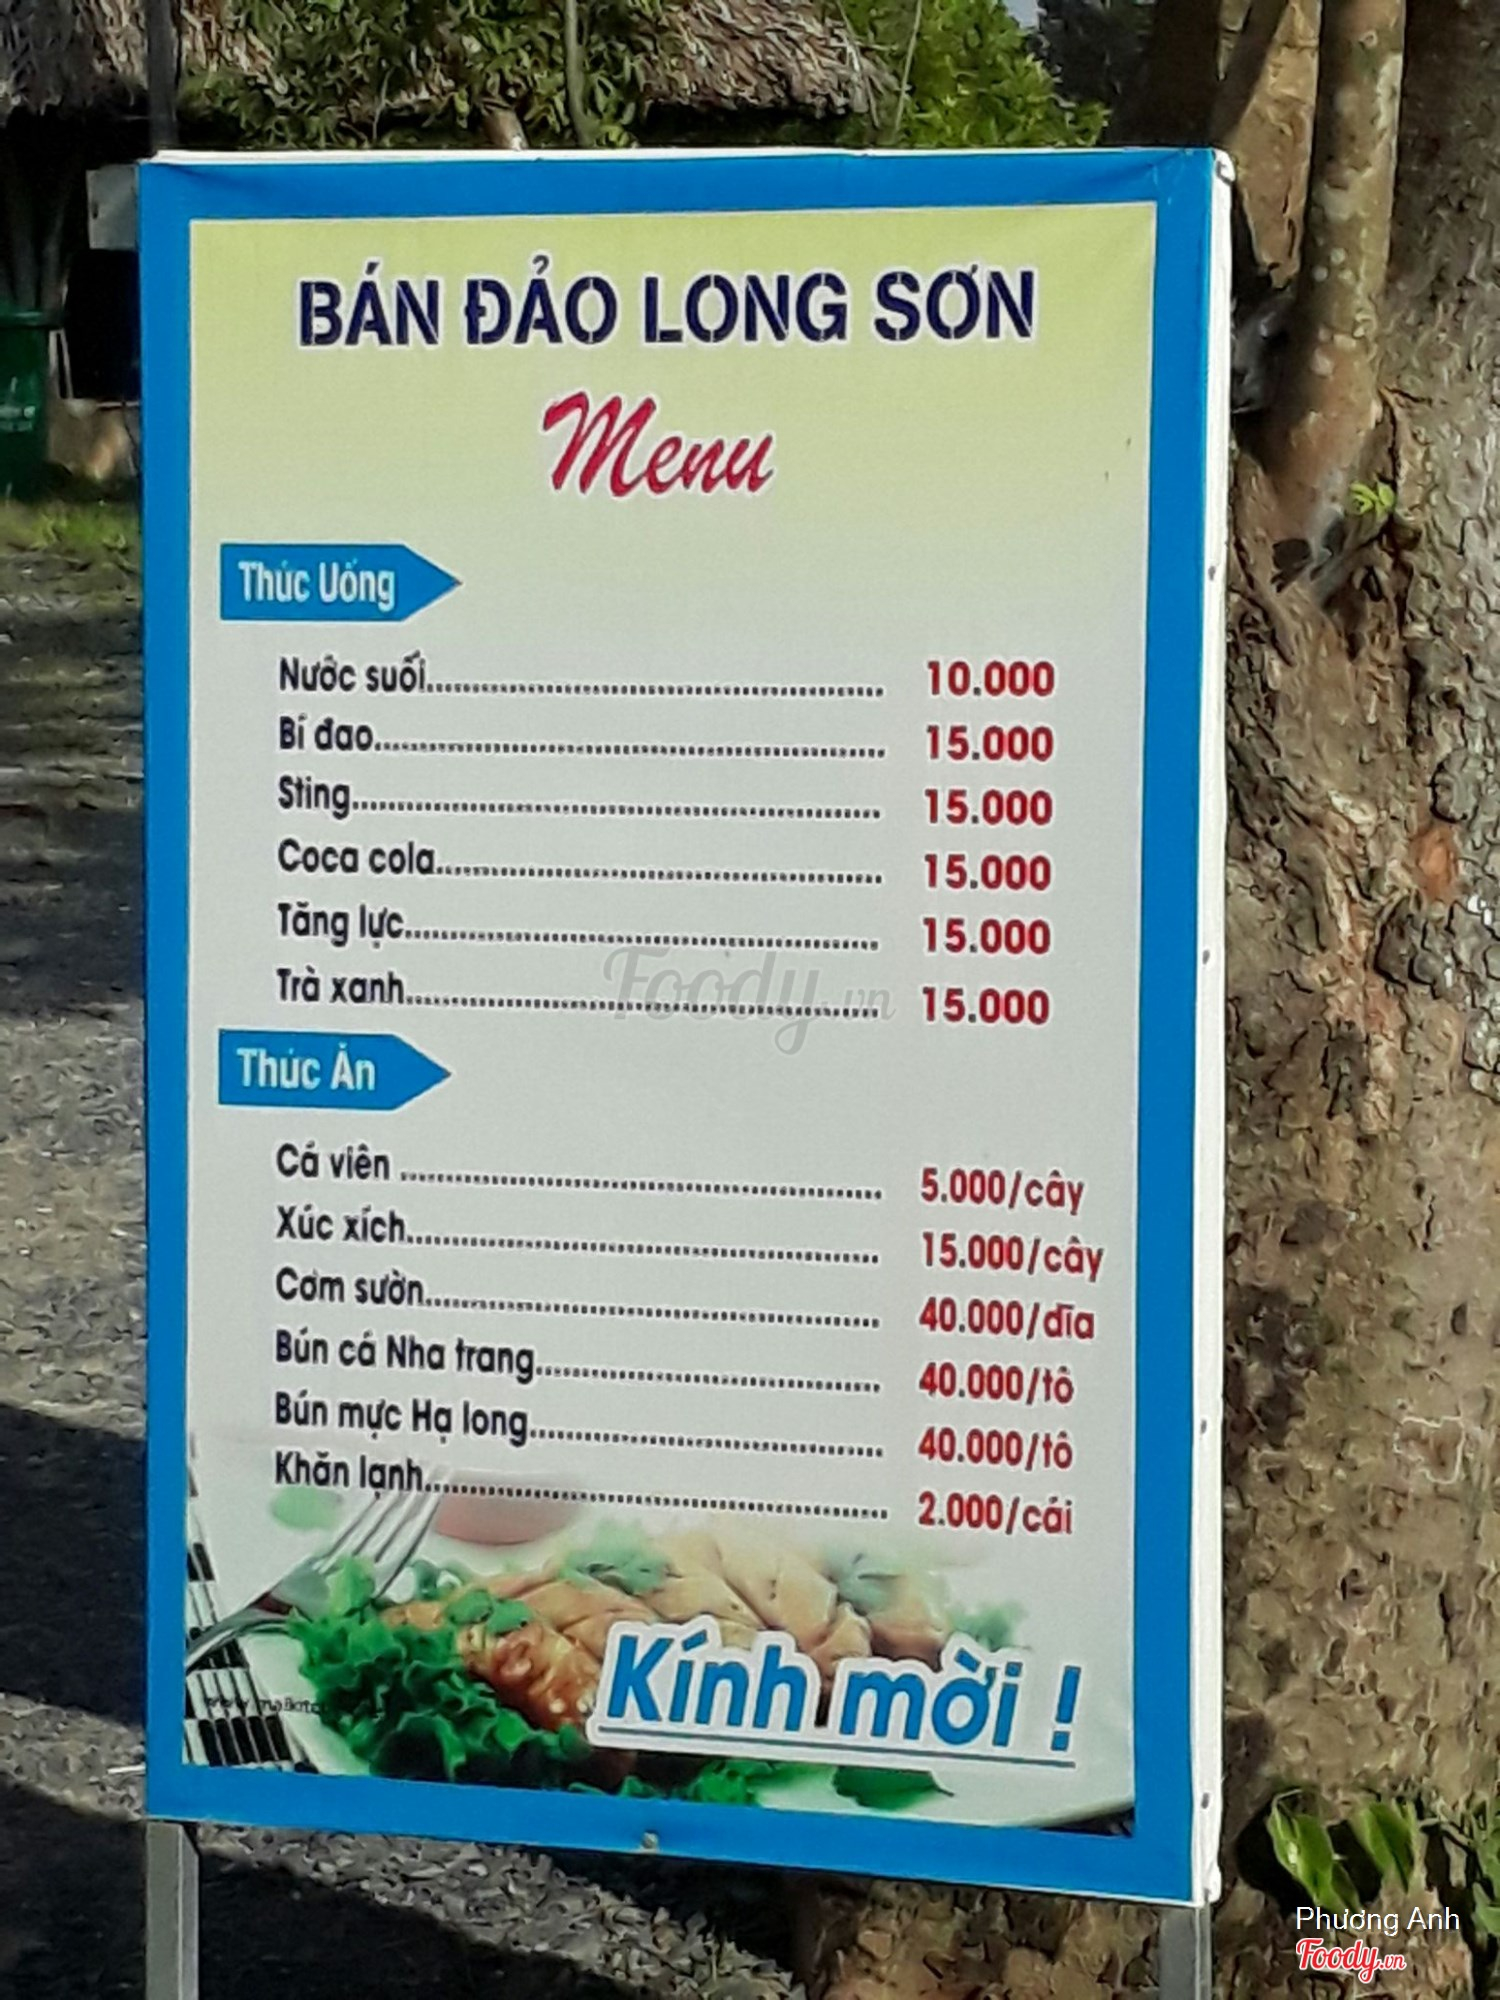 BÁN ĐẢO LONG SƠN
Menu
Thức Uống
Nước suối 10.000
Bí đao 15.000
Sting 15.000
Coca cola 15.000
Tăng lực 15.000
Trà xanh 15.000
Foody.vn
Thức Ăn
Cá viên 5.000/cây
Xúc xích 15.000/cây
Cơm sườn 40.000/dĩa
Bún cá Nha trang 40.000/tô
Bún mực Hạ long 40.000/tô
Khăn lạnh 2.000/cái
Kính mời !
Phương Anh
Foody.vn